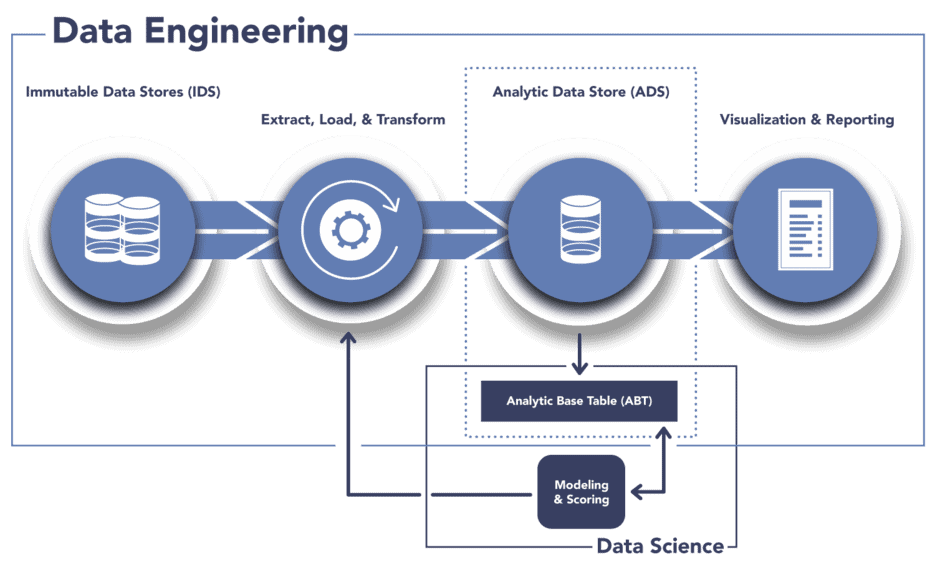 Data Engineering
Immutable Data Stores (IDS)
Analytic Data Store (ADS)
Extract, Load, & Transform
Visualization & Reporting
Analytic Base Table (ABT)
Modeling
& Scoring
Data Science